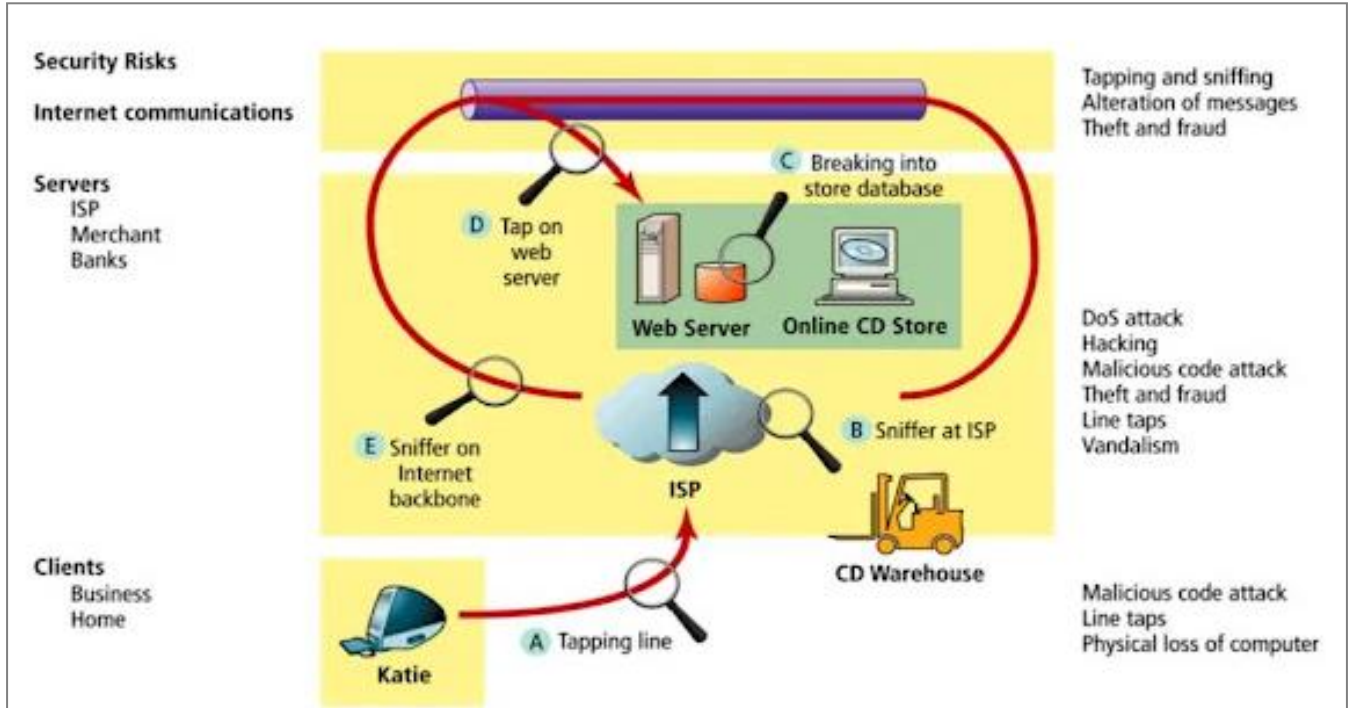 Security Risks
Internet communications
Tapping and sniffing
Alteration of messages
Theft and fraud
Servers
ISP
Merchant
Banks
C Breaking into
store database
D Tap on
web
server
Web Server
Online CD Store
DoS attack
Hacking
Malicious code attack
Theft and fraud
Line taps
Vandalism
E Sniffer on
Internet
backbone
B Sniffer at ISP
ISP
CD Warehouse
Clients
Business
Home
Katie
A Tapping line
Malicious code attack
Line taps
Physical loss of computer